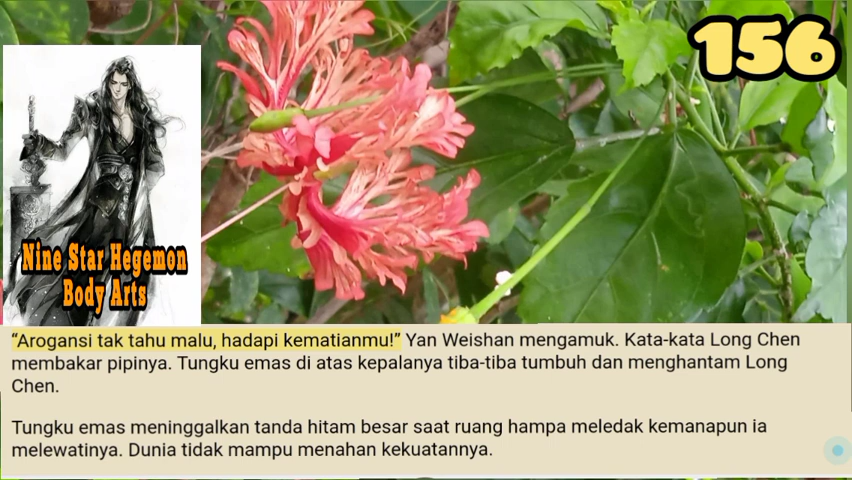 156
Nine Star Hegemon
Body Arts
“Arogansi tak tahu malu, hadapi kematianmu!” Yan Weishan mengamuk. Kata-kata Long Chen
membakar pipinya. Tungku emas di atas kepalanya tiba-tiba tumbuh dan menghantam Long
Chen.
Tungku emas meninggalkan tanda hitam besar saat ruang hampa meledak kemanapun ia
melewatinya. Dunia tidak mampu menahan kekuatannya.